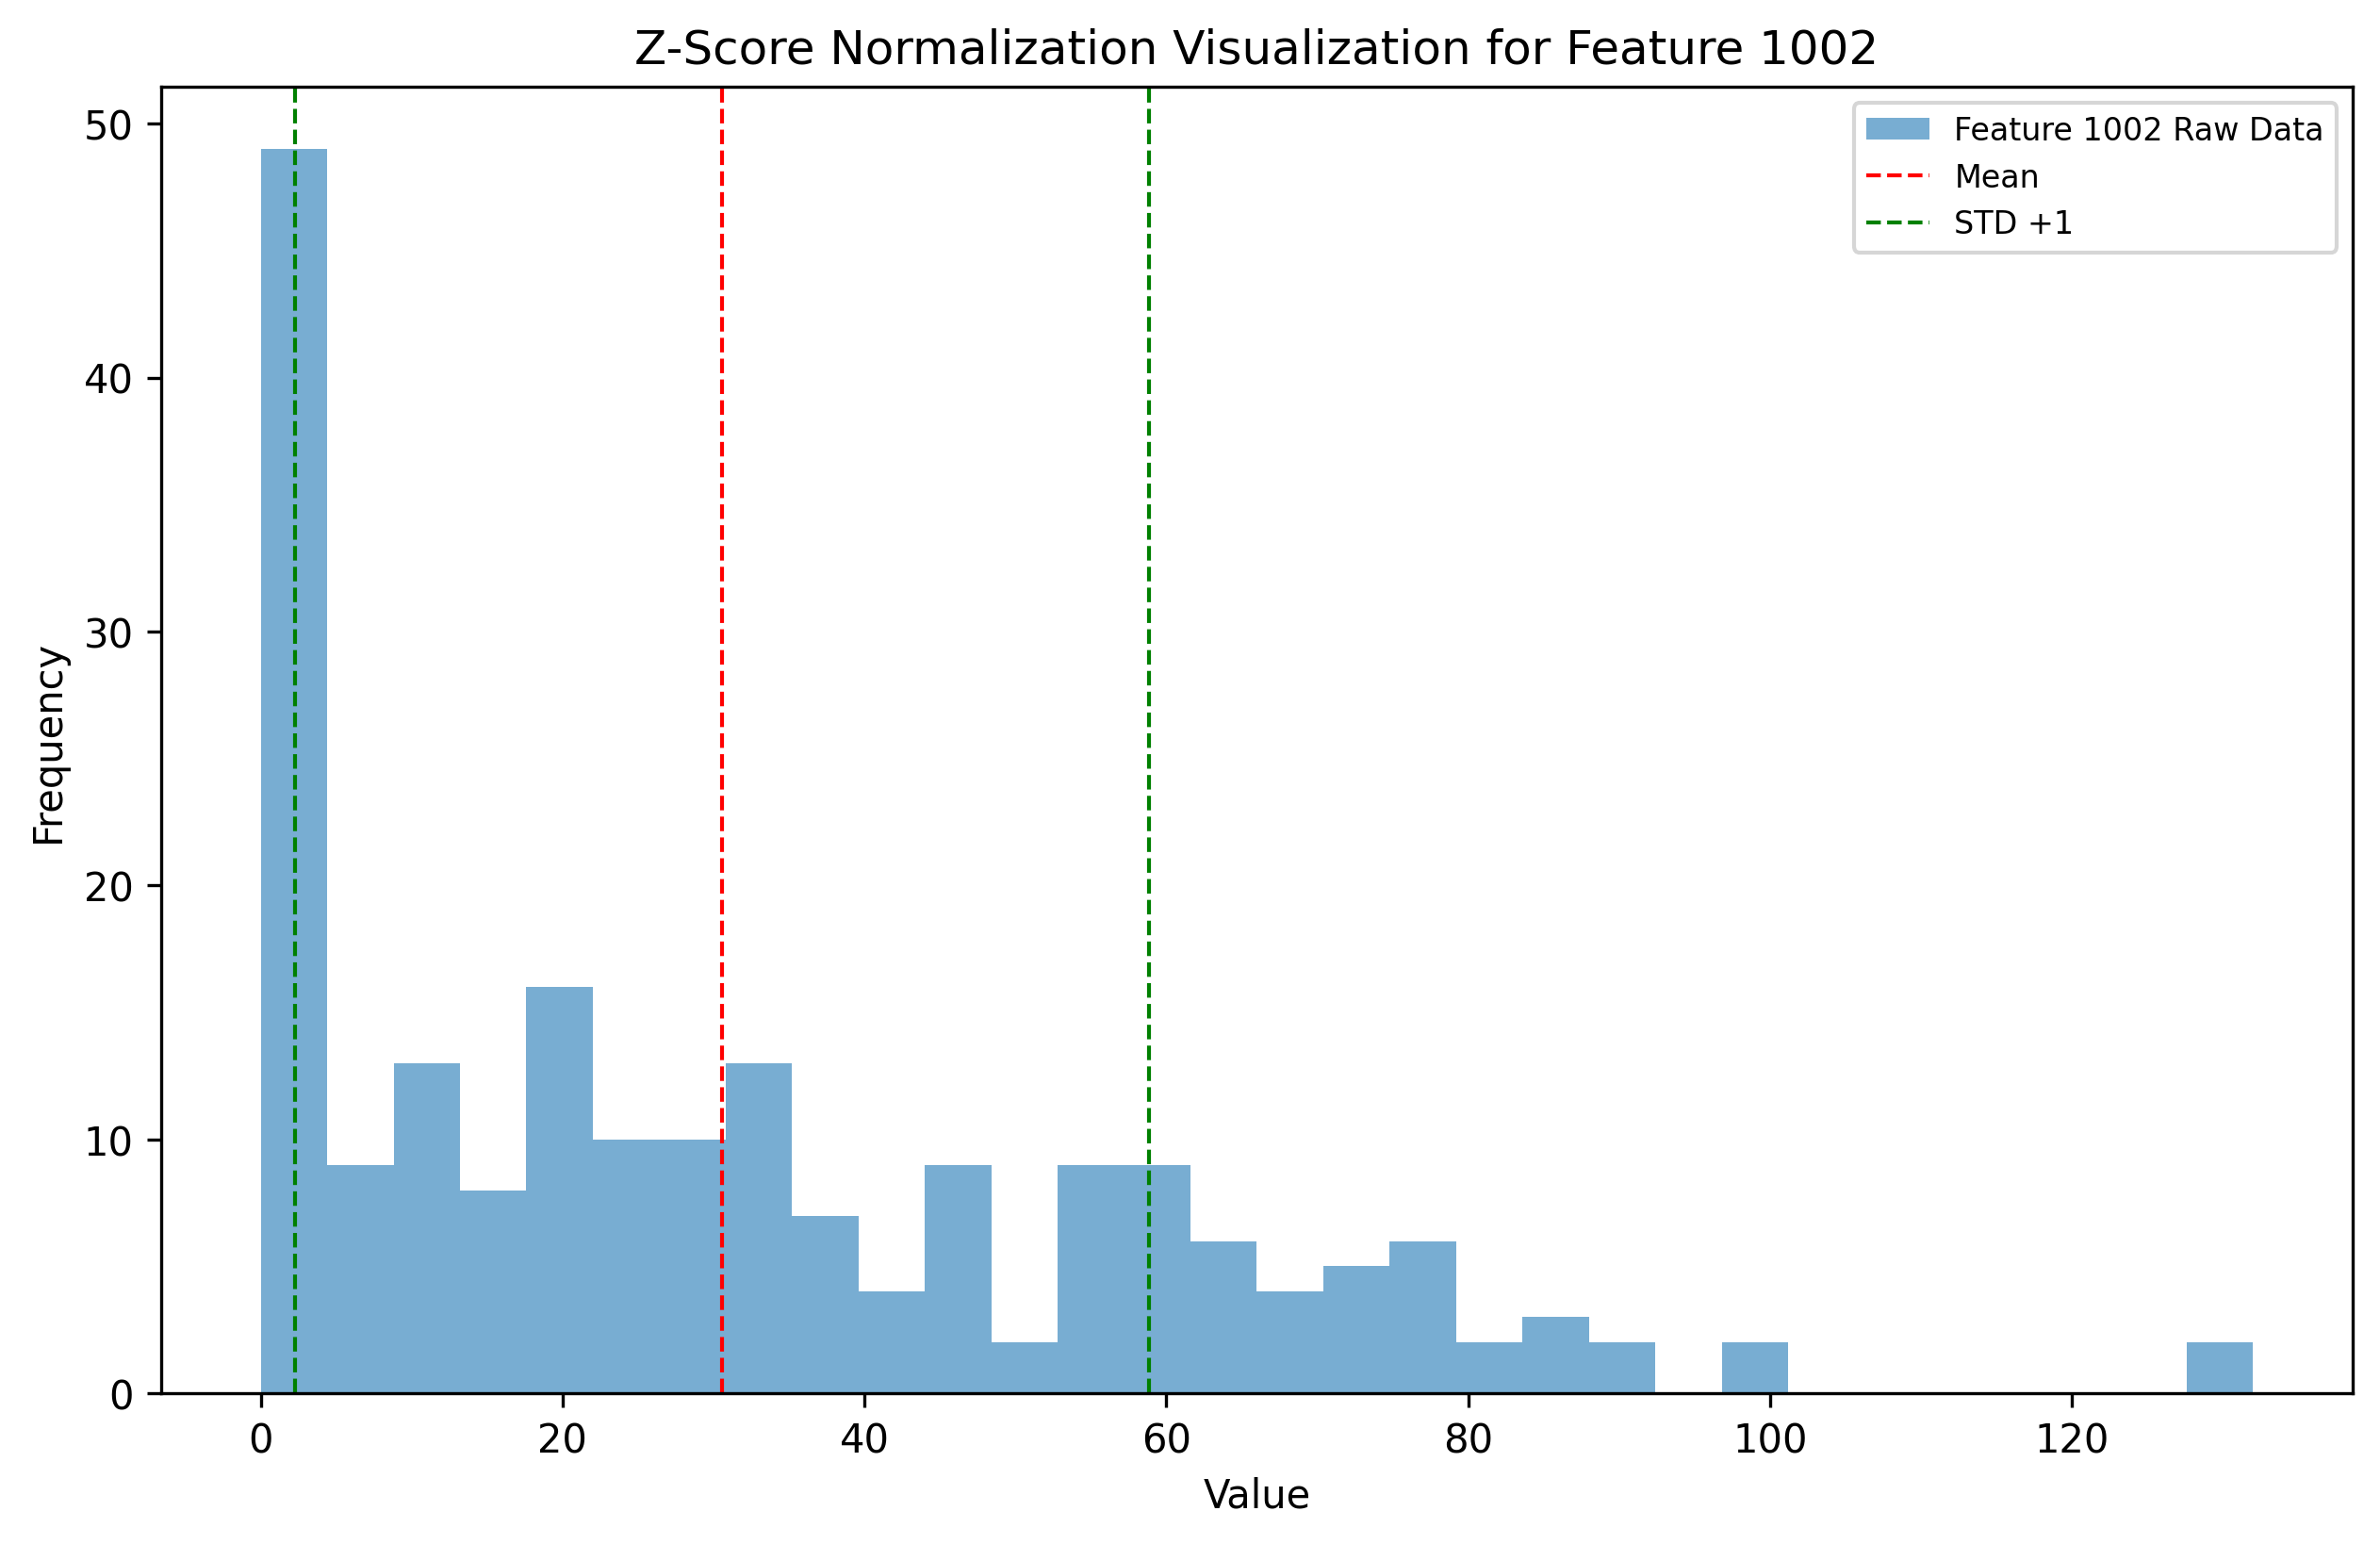 Z-Score Normalization Visualization for Feature 1002
Feature 1002 Raw Data
Mean
STD +1
50
40
30
20
10
0
Frequency
0 20 40 60 80 100 120
Value